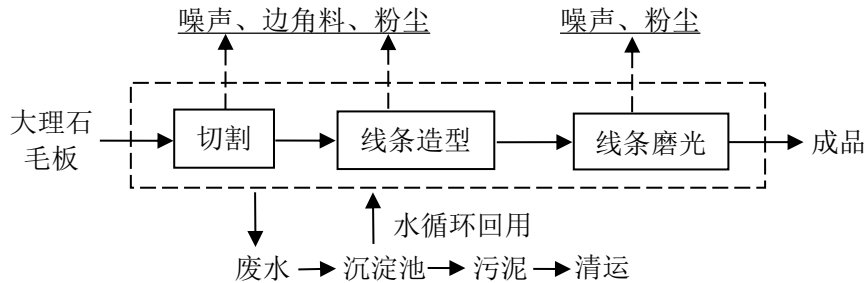 噪声、边角料、粉尘
噪声、粉尘
大理石
毛板
切割
线条造型
线条磨光
成品
水循环回用
废水
沉淀池
污泥
清运